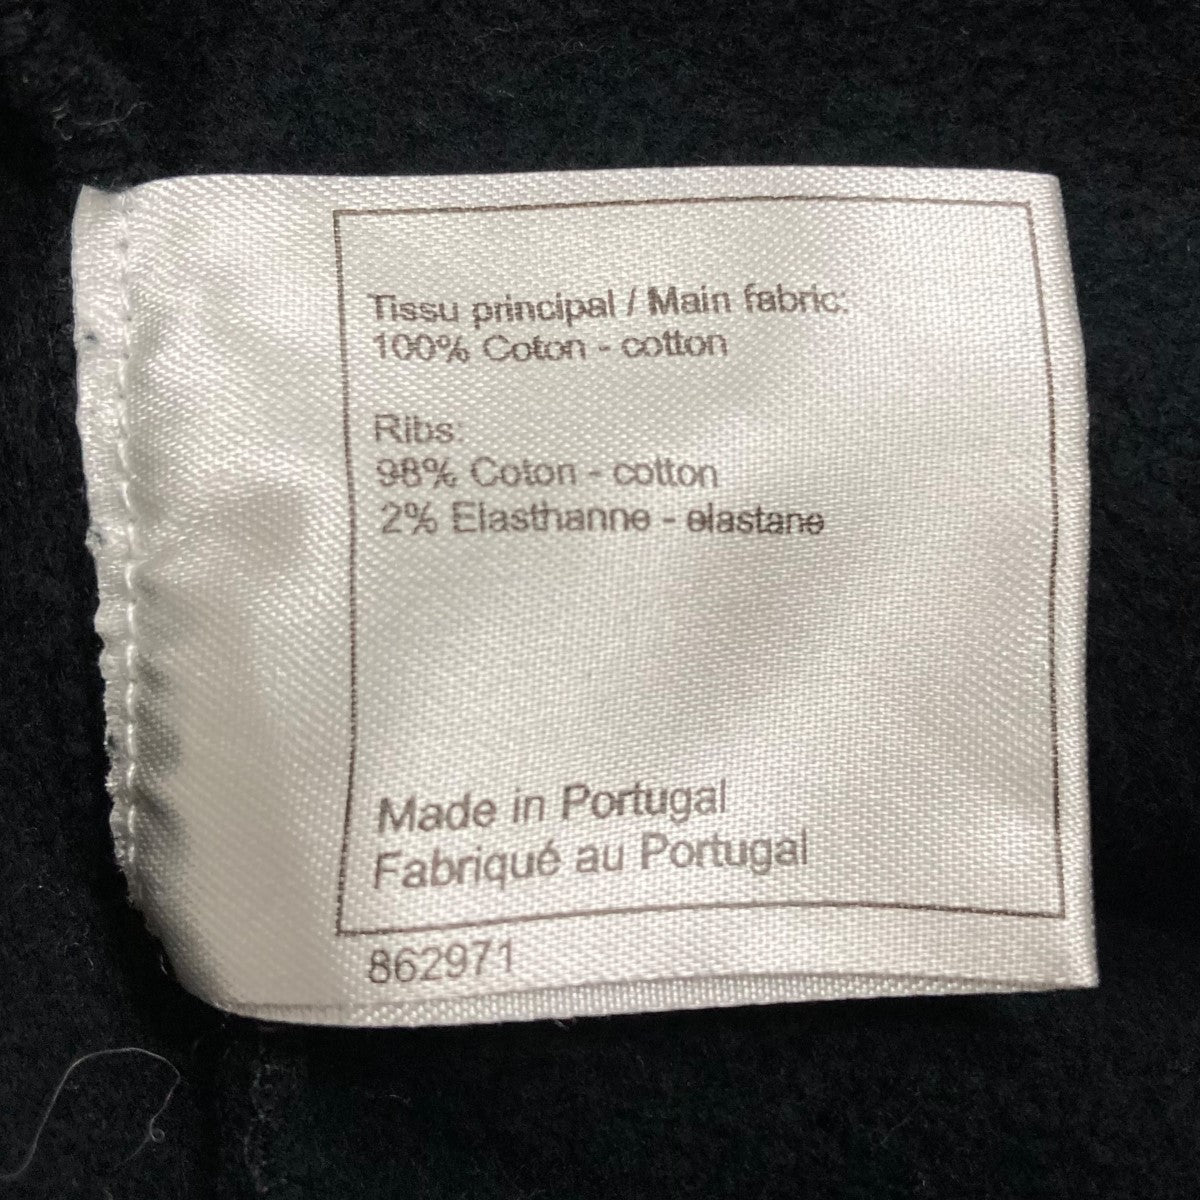 Tissu principal / Main fabric:
100% Coton - cotton
Ribs:
98% Coton - cotton
2% Elasthanne - elastane
Made in Portugal
Fabriqué au Portugal
862971